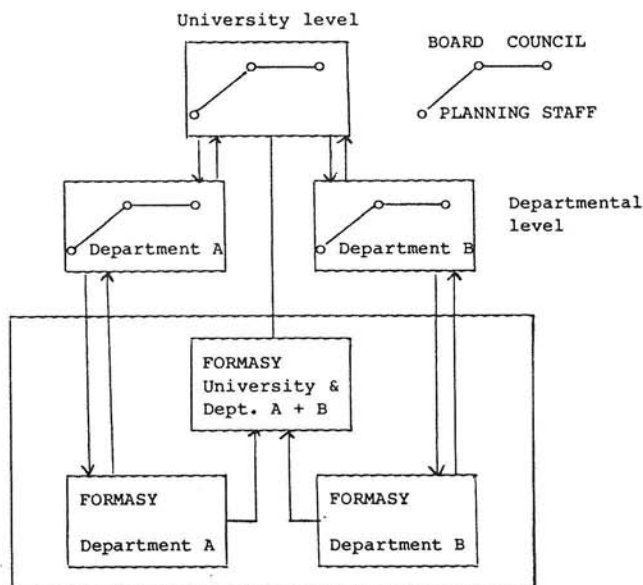 University level
BOARD COUNCIL
PLANNING STAFF
Departmental
level
Department A
Department B
FORMASY
University &
Dept. A + B
FORMASY
Department A
FORMASY
Department B